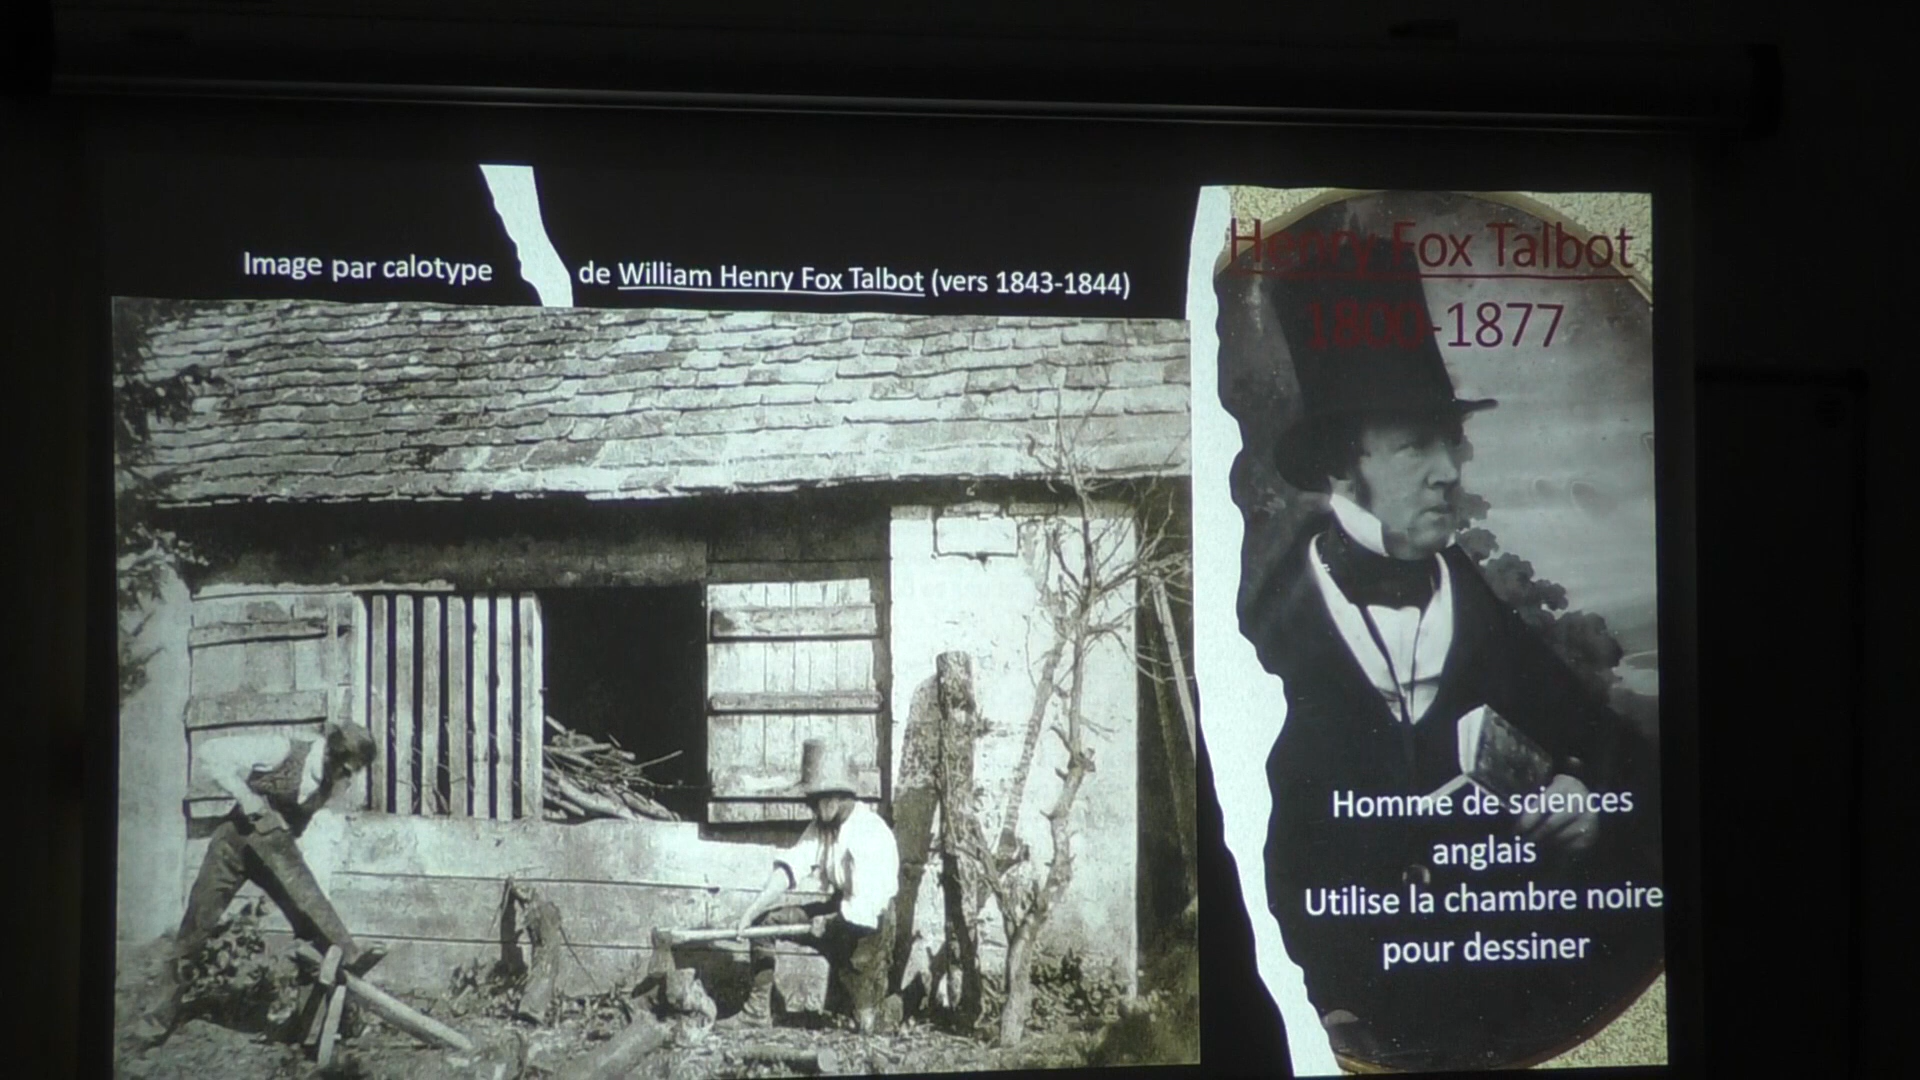 Image par calotype de William Henry Fox Talbot (vers 1843-1844)
Henry Fox Talbot
1800-1877
Homme de sciences
anglais
Utilise la chambre noire
pour dessiner